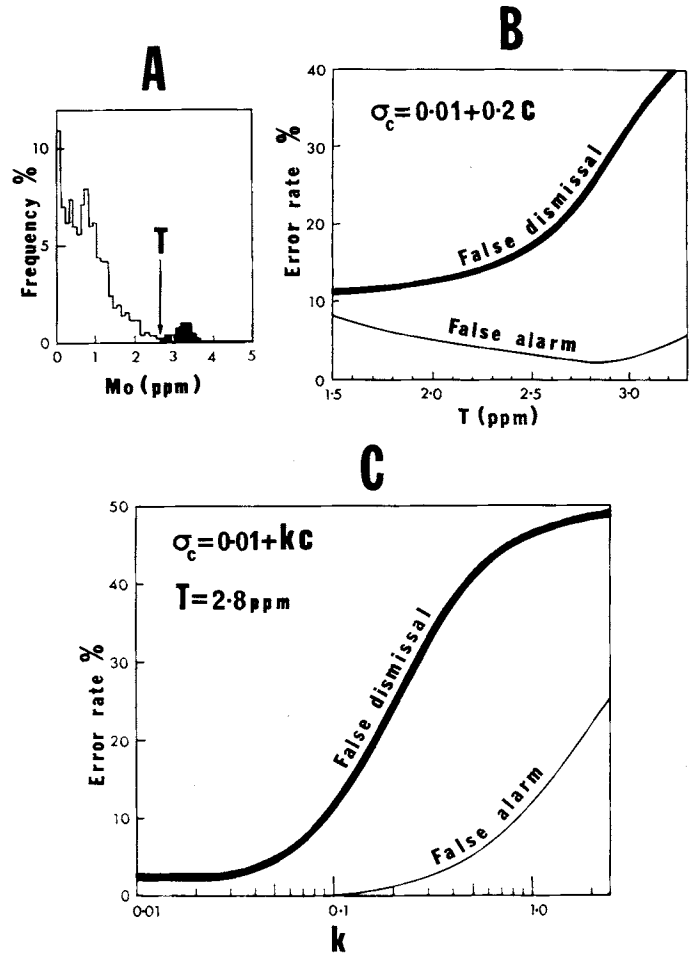 A
Frequency %
10
5
0
T
0 1 2 3 4 5
Mo (ppm)
B
Error rate %
40
30
20
10
0
σc=0·01+0·2 C
False dismissal
False alarm
1·5 2·0 2·5 3·0
T (ppm)
C
Error rate %
50
40
30
20
10
0
σc=0·01+kC
T=2·8ppm
False dismissal
False alarm
0·01 0·1 1·0
k